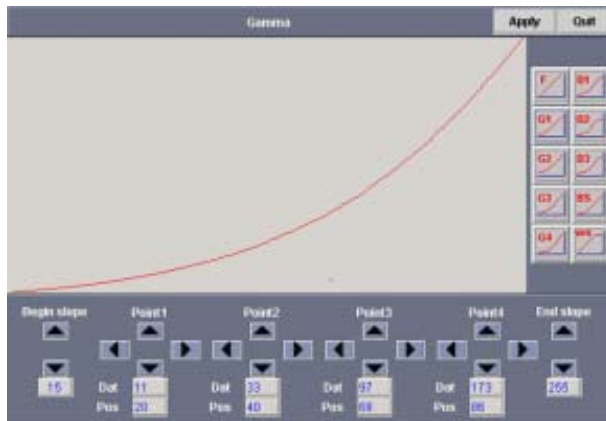 Gamma Apply Quit
F B1
G1 B2
G2 B3
G3 B5
G4
Begin slope Point1 Point2 Point3 Point4 End slope
15 Dat 11 Dat 33 Dat 97 Dat 173 255
Pos 20 Pos 40 Pos 68 Pos 86